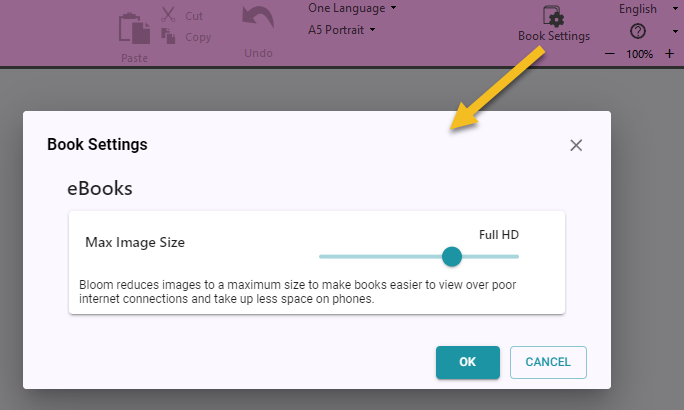 One Language
English
Cut
A5 Portrait
Copy
Book Settings
Paste
Undo
100%
Book Settings
eBooks
Full HD
Max Image Size
Bloom reduces images to a maximum size to make books easier to view over poor
internet connections and take up less space on phones.
OK
CANCEL